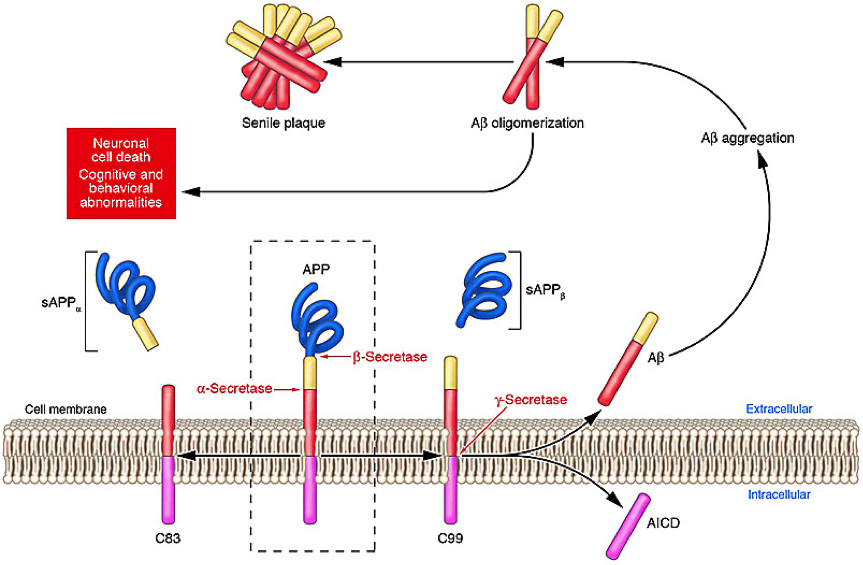 Senile plaque
Aβ oligomerization
Aβ aggregation
Neuronal
cell death
Cognitive and
behavioral
abnormalities
sAPPα
APP
sAPPβ
β-Secretase
α-Secretase
γ-Secretase
Aβ
Cell membrane
Extracellular
Intracellular
C83
C99
AICD